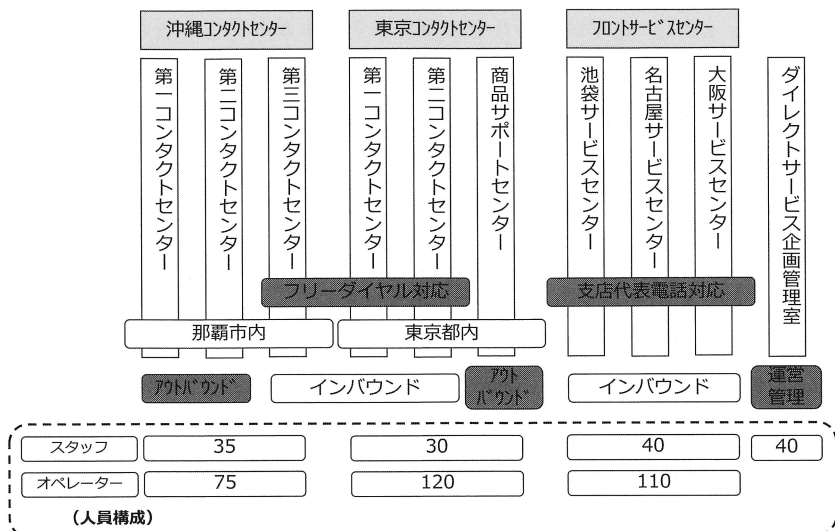 沖縄コンタクトセンター
東京コンタクトセンター
フロントサービスセンター
第一コンタクトセンター
第二コンタクトセンター
第三コンタクトセンター
第一コンタクトセンター
第二コンタクトセンター
商品サポートセンター
池袋サービスセンター
名古屋サービスセンター
大阪サービスセンター
ダイレクトサービス企画管理室
フリーダイヤル対応
支店代表電話対応
那覇市内
東京都内
アウトバウンド
インバウンド
アウト
バウンド
インバウンド
運営
管理
スタッフ
35
30
40
40
オペレーター
75
120
110
(人員構成)